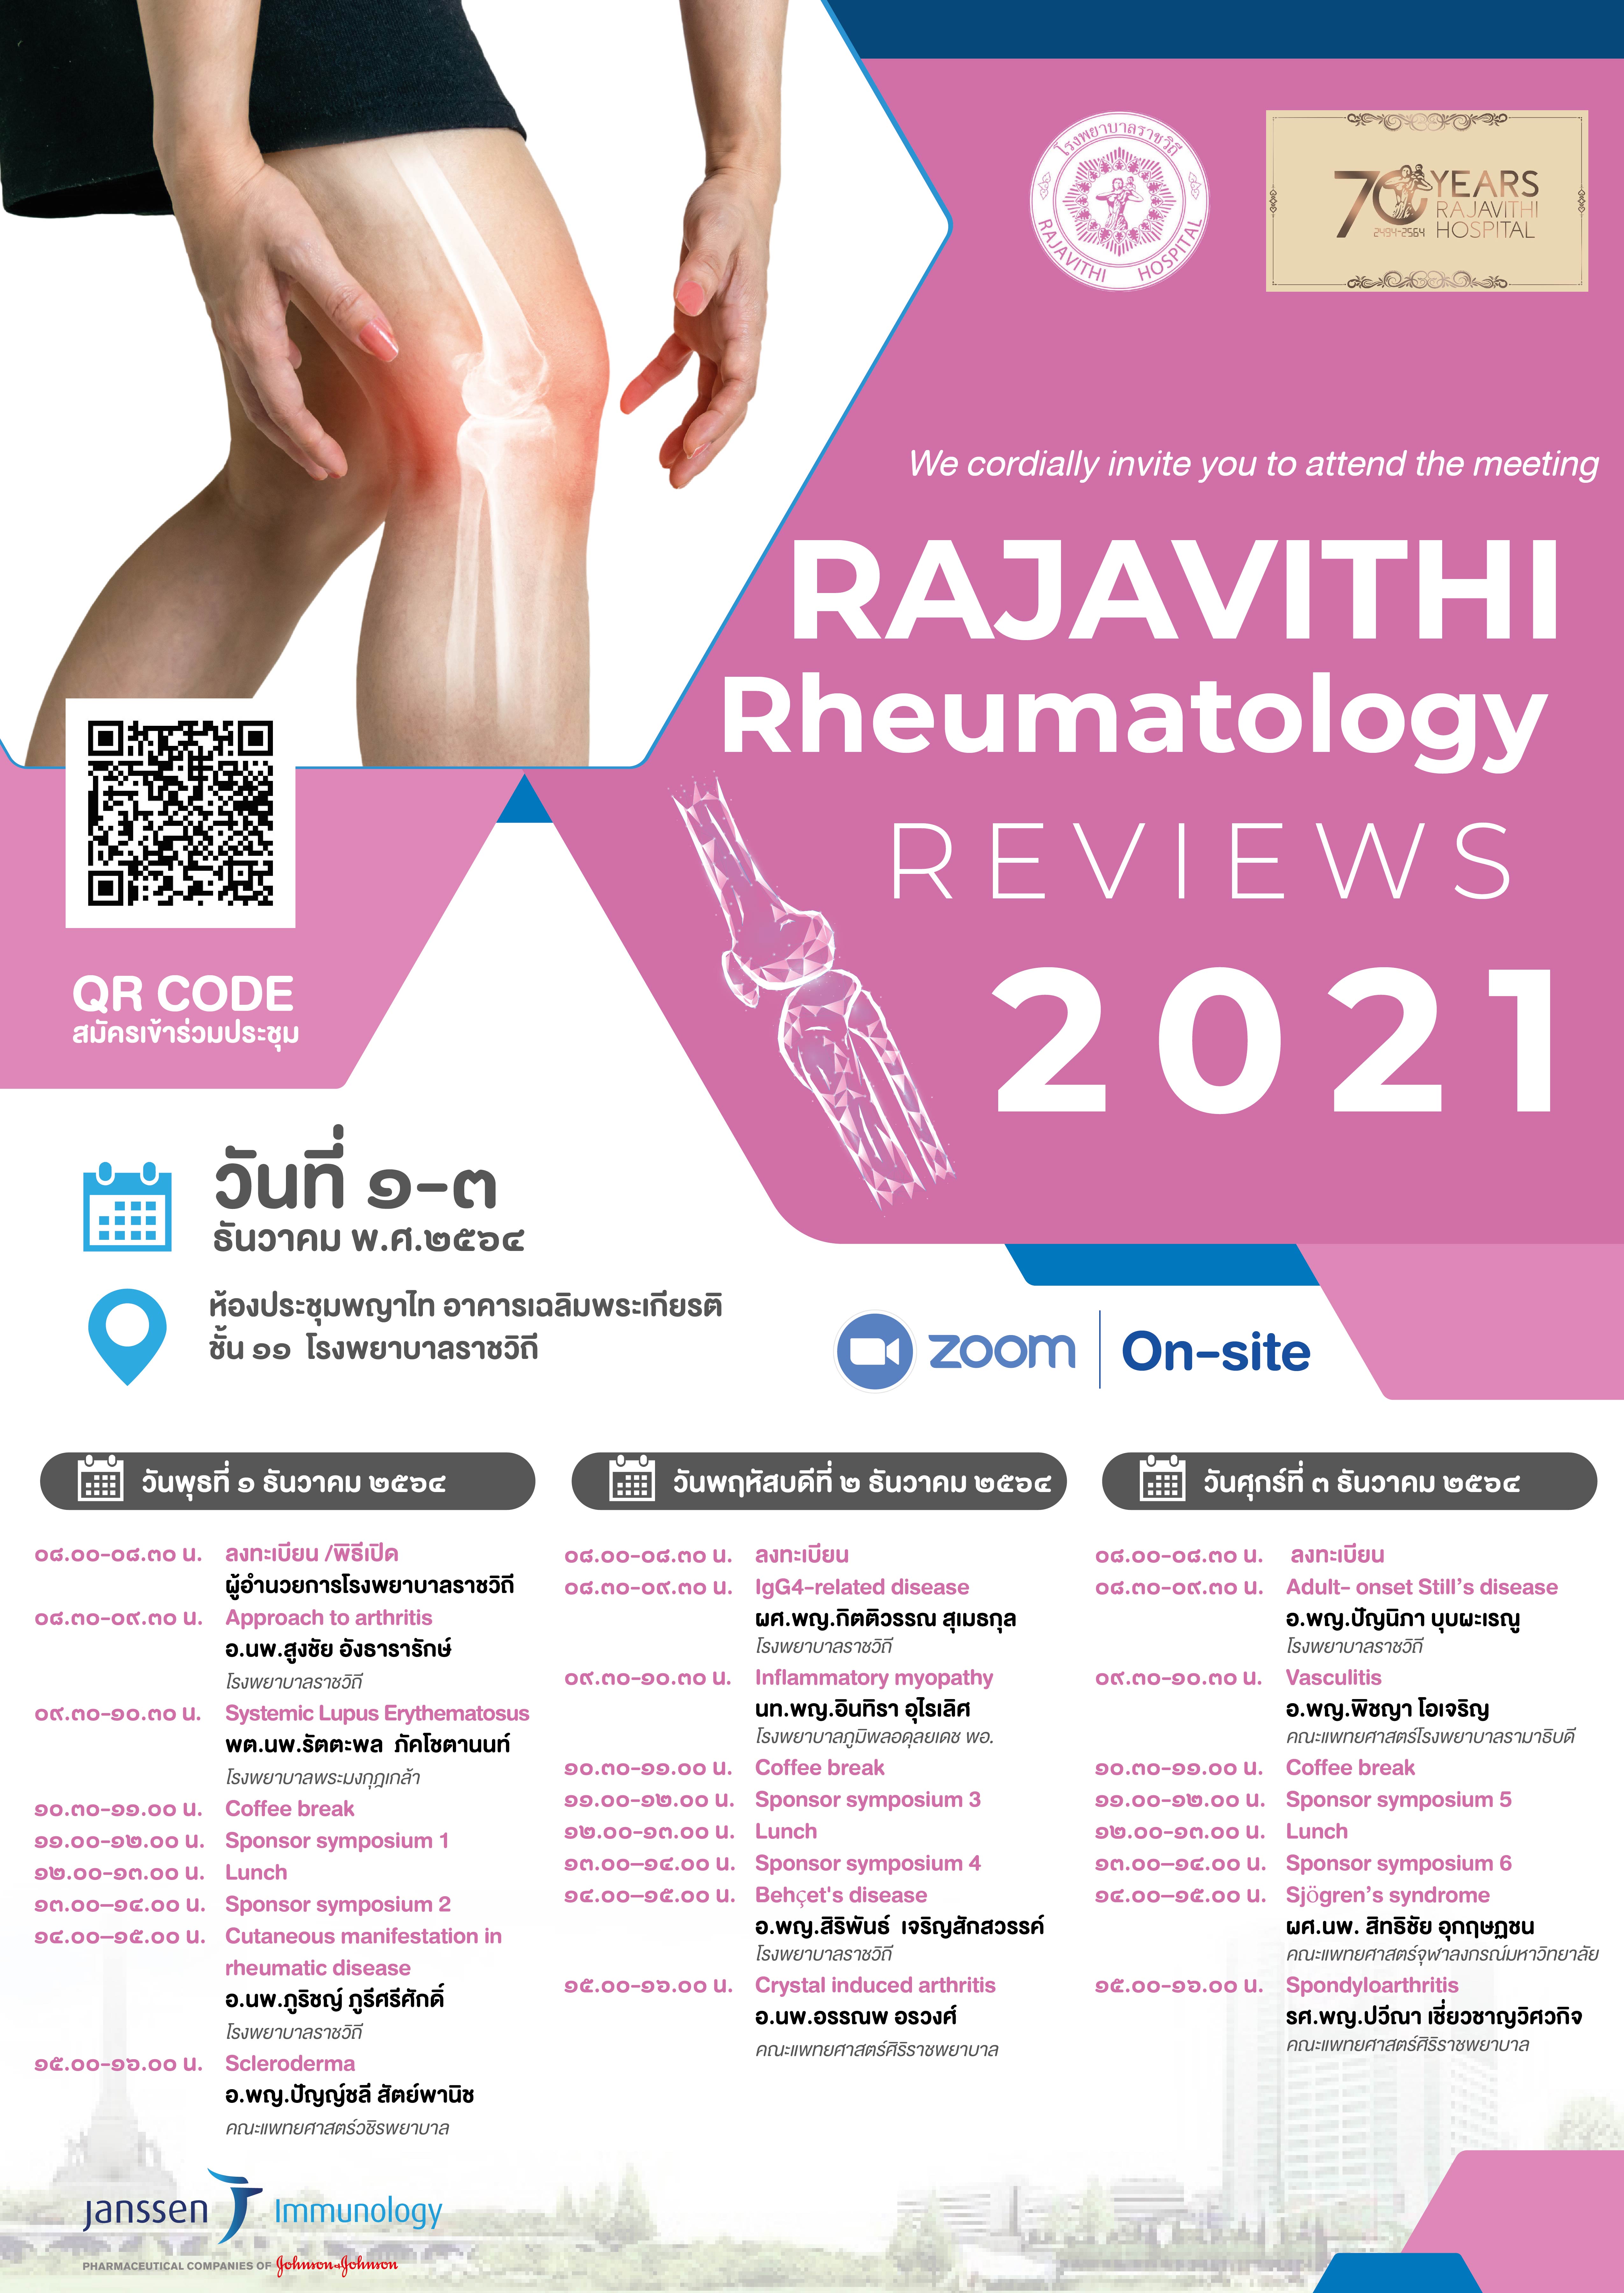 โรงพยาบาลราชวิถี
RAJAVITHI HOSPITAL
70 YEARS
RAJAVITHI
2494-2564 HOSPITAL
We cordially invite you to attend the meeting
RAJAVITHI
Rheumatology
REVIEWS
2021
QR CODE
สมัครเข้าร่วมประชุม
วันที่ ๑-๓
ธันวาคม พ.ศ.๒๕๖๔
ห้องประชุมพญาไท อาคารเฉลิมพระเกียรติ
ชั้น ๑๑ โรงพยาบาลราชวิถี
zoom | On-site
วันพุธที่ ๑ ธันวาคม ๒๕๖๔
๐๘.๐๐-๐๘.๓๐ น. ลงทะเบียน /พิธีเปิด
ผู้อำนวยการโรงพยาบาลราชวิถี
๐๘.๓๐-๐๙.๓๐ น. Approach to arthritis
อ.นพ.สูงชัย อังธารารักษ์
โรงพยาบาลราชวิถี
๐๙.๓๐-๑๐.๓๐ น. Systemic Lupus Erythematosus
พต.นพ.รัตตะพล ภัคโชตานนท์
โรงพยาบาลพระมงกุฎเกล้า
๑๐.๓๐-๑๑.๐๐ น. Coffee break
๑๑.๐๐-๑๒.๐๐ น. Sponsor symposium 1
๑๒.๐๐-๑๓.๐๐ น. Lunch
๑๓.๐๐–๑๔.๐๐ น. Sponsor symposium 2
๑๔.๐๐–๑๕.๐๐ น. Cutaneous manifestation in
rheumatic disease
อ.นพ.ภูริชญ์ ภูรีศรีศักดิ์
โรงพยาบาลราชวิถี
๑๕.๐๐-๑๖.๐๐ น. Scleroderma
อ.พญ.ปัญญ์ชลี สัตย์พานิช
คณะแพทยศาสตร์วชิรพยาบาล
วันพฤหัสบดีที่ ๒ ธันวาคม ๒๕๖๔
๐๘.๐๐-๐๘.๓๐ น. ลงทะเบียน
๐๘.๓๐-๐๙.๓๐ น. IgG4-related disease
ผศ.พญ.กิตติวรรณ สุเมธกุล
โรงพยาบาลราชวิถี
๐๙.๓๐-๑๐.๓๐ น. Inflammatory myopathy
นท.พญ.อินทิรา อุไรเลิศ
โรงพยาบาลภูมิพลอดุลยเดช พอ.
๑๐.๓๐-๑๑.๐๐ น. Coffee break
๑๑.๐๐-๑๒.๐๐ น. Sponsor symposium 3
๑๒.๐๐-๑๓.๐๐ น. Lunch
๑๓.๐๐–๑๔.๐๐ น. Sponsor symposium 4
๑๔.๐๐–๑๕.๐๐ น. Behçet's disease
อ.พญ.สิริพันธ์ เจริญสักสวรรค์
โรงพยาบาลราชวิถี
๑๕.๐๐-๑๖.๐๐ น. Crystal induced arthritis
อ.นพ.อรรณพ อรวงศ์
คณะแพทยศาสตร์ศิริราชพยาบาล
วันศุกร์ที่ ๓ ธันวาคม ๒๕๖๔
๐๘.๐๐-๐๘.๓๐ น. ลงทะเบียน
๐๘.๓๐-๐๙.๓๐ น. Adult- onset Still’s disease
อ.พญ.ปัญนิภา บุบผะเรณู
โรงพยาบาลราชวิถี
๐๙.๓๐-๑๐.๓๐ น. Vasculitis
อ.พญ.พิชญา โอเจริญ
คณะแพทยศาสตร์โรงพยาบาลรามาธิบดี
๑๐.๓๐-๑๑.๐๐ น. Coffee break
๑๑.๐๐-๑๒.๐๐ น. Sponsor symposium 5
๑๒.๐๐-๑๓.๐๐ น. Lunch
๑๓.๐๐–๑๔.๐๐ น. Sponsor symposium 6
๑๔.๐๐–๑๕.๐๐ น. Sjögren’s syndrome
ผศ.นพ. สิทธิชัย อุกฤษฏชน
คณะแพทยศาสตร์จุฬาลงกรณ์มหาวิทยาลัย
๑๕.๐๐-๑๖.๐๐ น. Spondyloarthritis
รศ.พญ.ปวีณา เชี่ยวชาญวิศวกิจ
คณะแพทยศาสตร์ศิริราชพยาบาล
janssen Immunology
PHARMACEUTICAL COMPANIES OF Johnson & Johnson